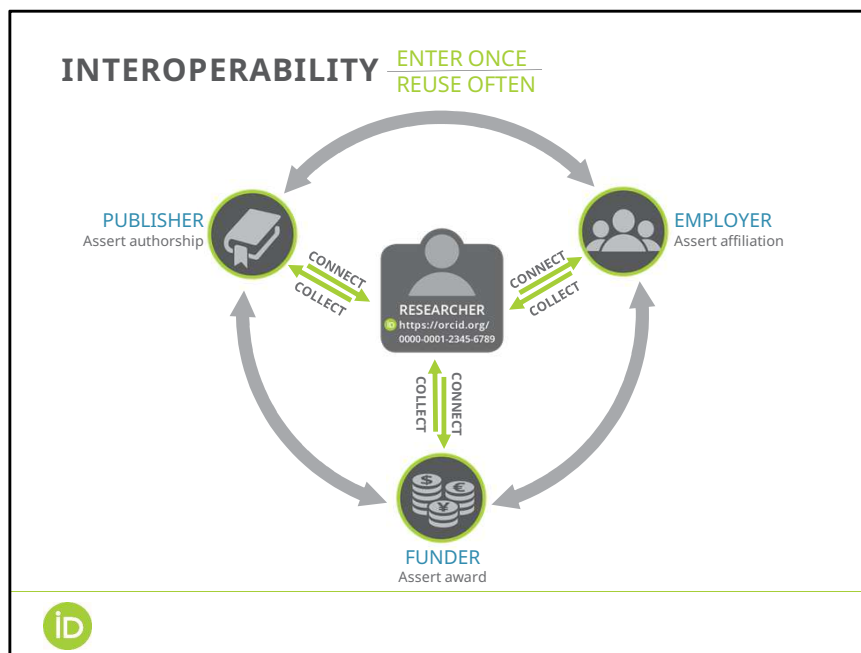 INTEROPERABILITY
ENTER ONCE
REUSE OFTEN
PUBLISHER
Assert authorship
EMPLOYER
Assert affiliation
CONNECT
COLLECT
CONNECT
COLLECT
RESEARCHER
iD https://orcid.org/
0000-0001-2345-6789
COLLECT
CONNECT
$
€
¥
FUNDER
Assert award
iD